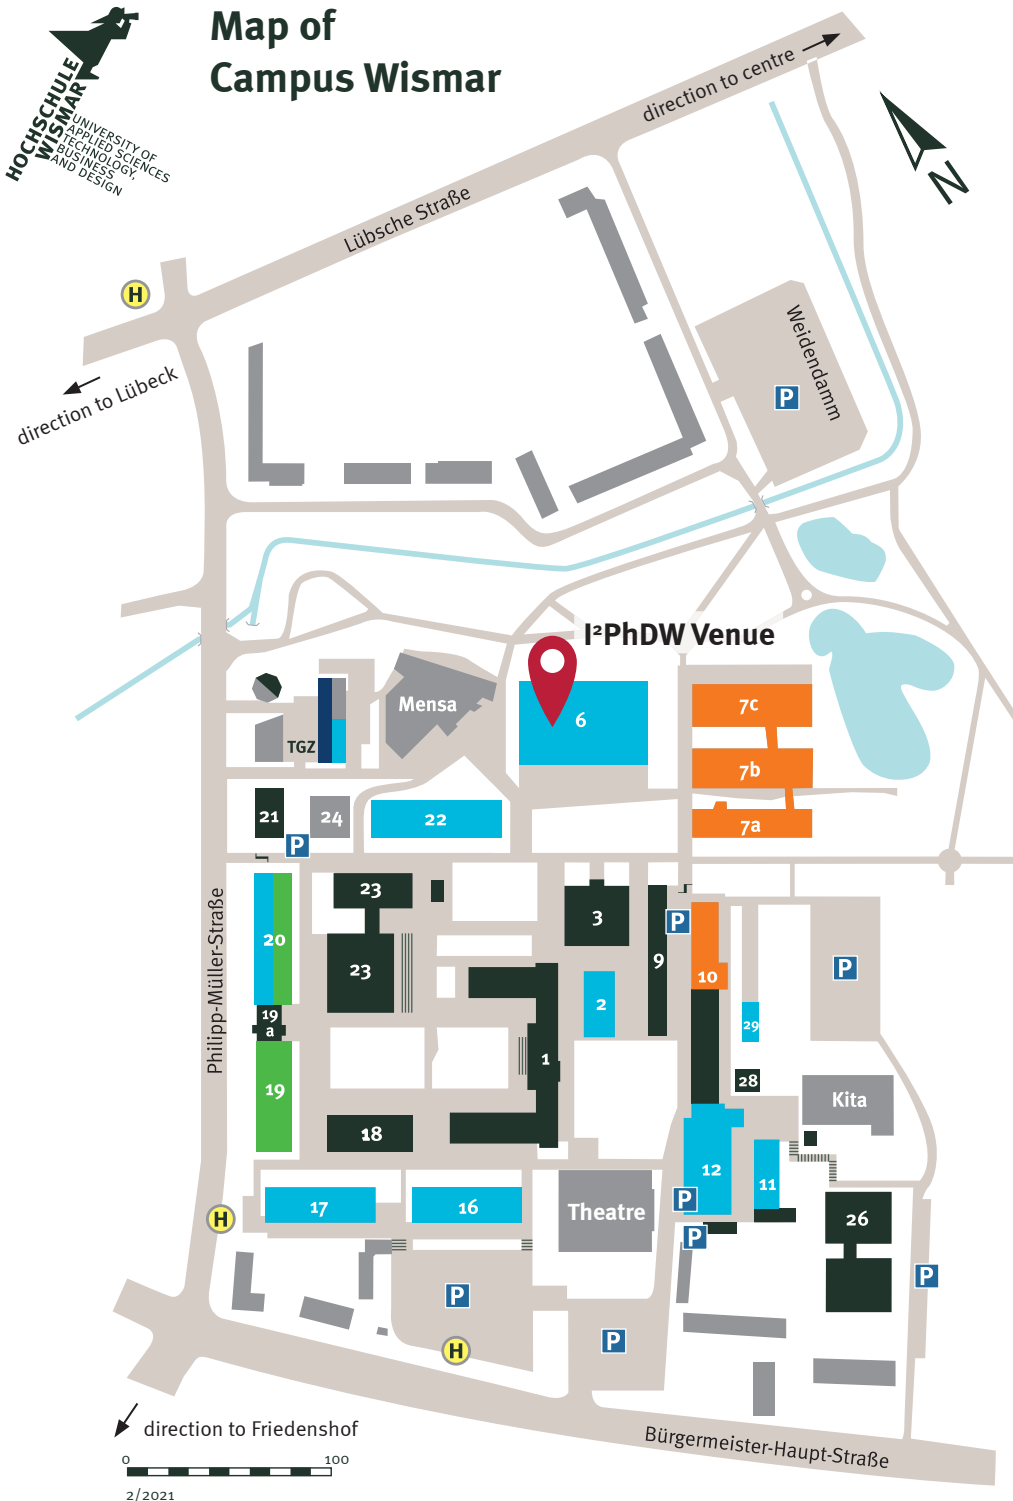 HOCHSCHULE
WISMAR
UNIVERSITY OF
APPLIED SCIENCES
TECHNOLOGY,
BUSINESS
AND DESIGN
Map of
Campus Wismar
direction to centre
N
Lübsche Straße
H
direction to Lübeck
Weidendamm
P
I²PhDW Venue
Mensa
TGZ
6
7c
7b
7a
21
24
22
P
Philipp-Müller-Straße
23
23
20
19
a
19
18
3
9
P
10
2
1
29
28
P
Kita
12
11
P
P
26
P
17
16
Theatre
H
P
H
P
direction to Friedenshof
Bürgermeister-Haupt-Straße
0
100
2/2021